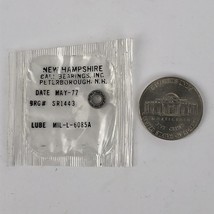 NEW HAMPSHIRE
BALL BEARINGS, INC.
PETERBOROUGH, N.H.
DATE MAY-77
BRG# SR1443
LUBE MIL-L-6085A